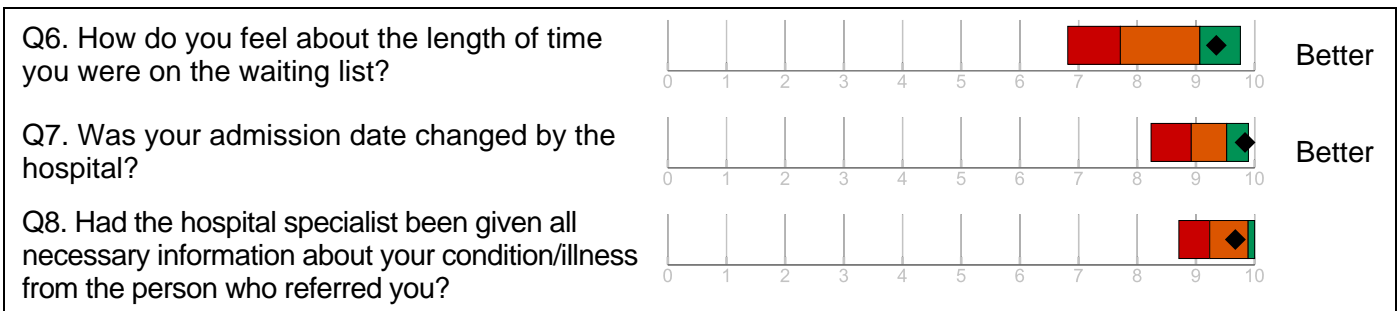 Q6. How do you feel about the length of time
you were on the waiting list?
0 1 2 3 4 5 6 7 8 9 10
Better
Q7. Was your admission date changed by the
hospital?
0 1 2 3 4 5 6 7 8 9 10
Better
Q8. Had the hospital specialist been given all
necessary information about your condition/illness
from the person who referred you?
0 1 2 3 4 5 6 7 8 9 10